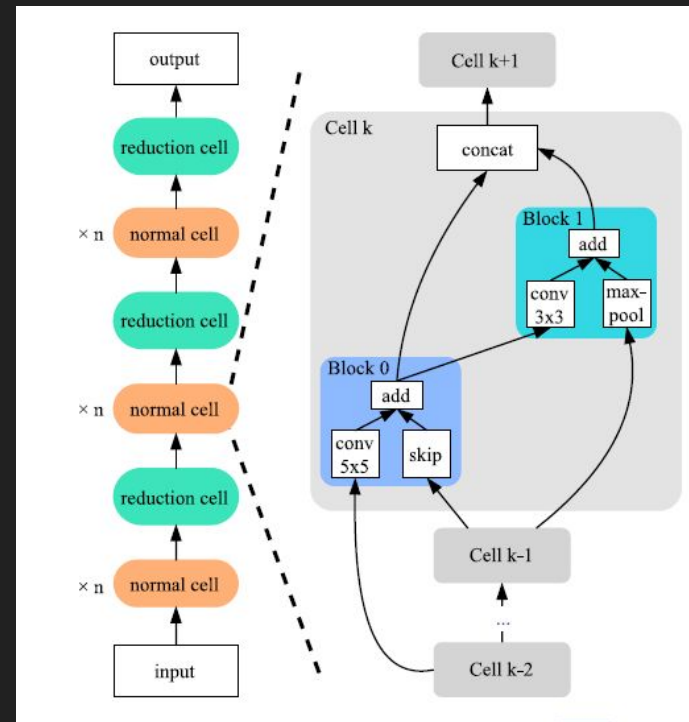 output
reduction cell
× n
normal cell
reduction cell
× n
normal cell
reduction cell
× n
normal cell
input
Cell k+1
Cell k
concat
Block 1
add
conv
3x3
max-
pool
Block 0
add
conv
5x5
skip
Cell k-1
...
Cell k-2